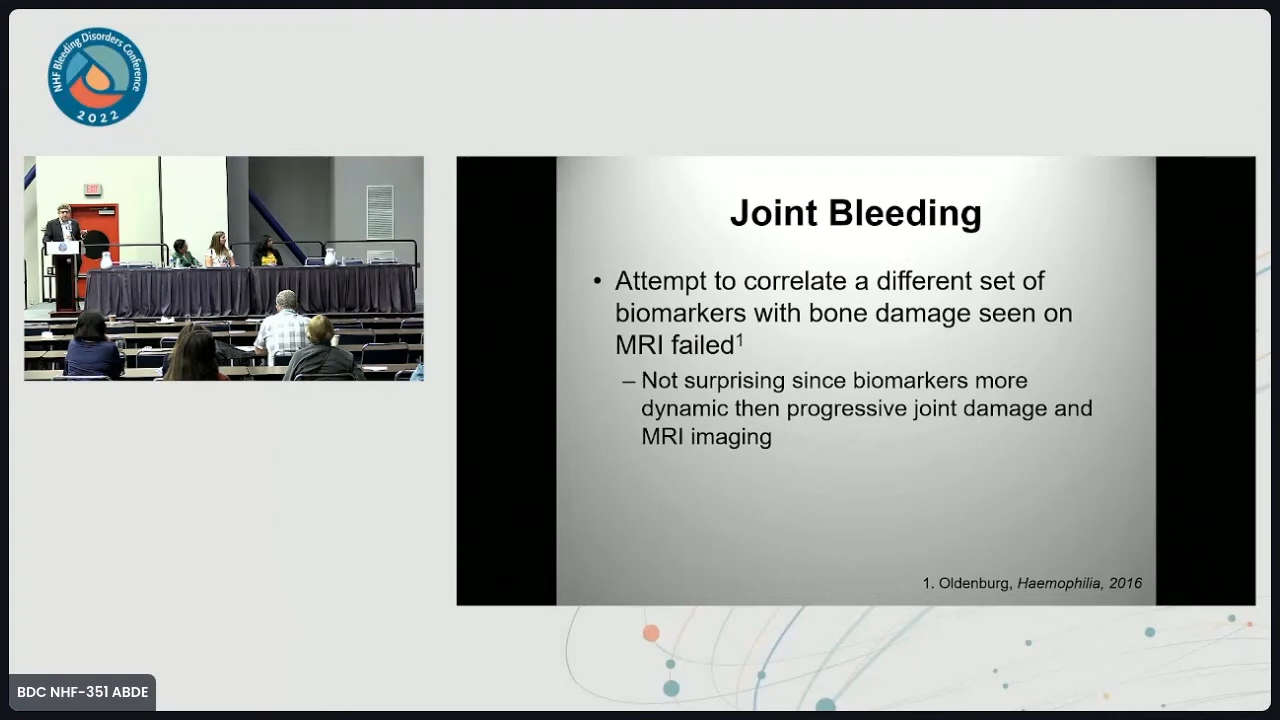 NHF Bleeding Disorders Conference
2022
EXIT
Joint Bleeding
• Attempt to correlate a different set of
biomarkers with bone damage seen on
MRI failed1
– Not surprising since biomarkers more
dynamic then progressive joint damage and
MRI imaging
1. Oldenburg, Haemophilia, 2016
BDC NHF-351 ABDE